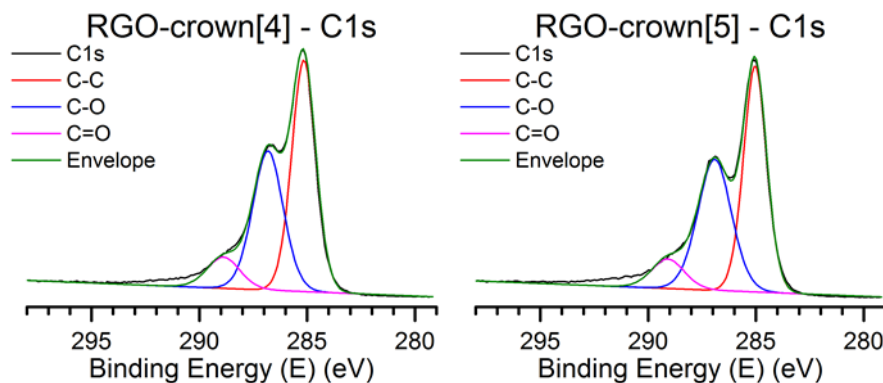 RGO-crown[4] - C1s
C1s
C-C
C-O
C=O
Envelope
295 290 285 280
Binding Energy (E) (eV)
RGO-crown[5] - C1s
C1s
C-C
C-O
C=O
Envelope
295 290 285 280
Binding Energy (E) (eV)